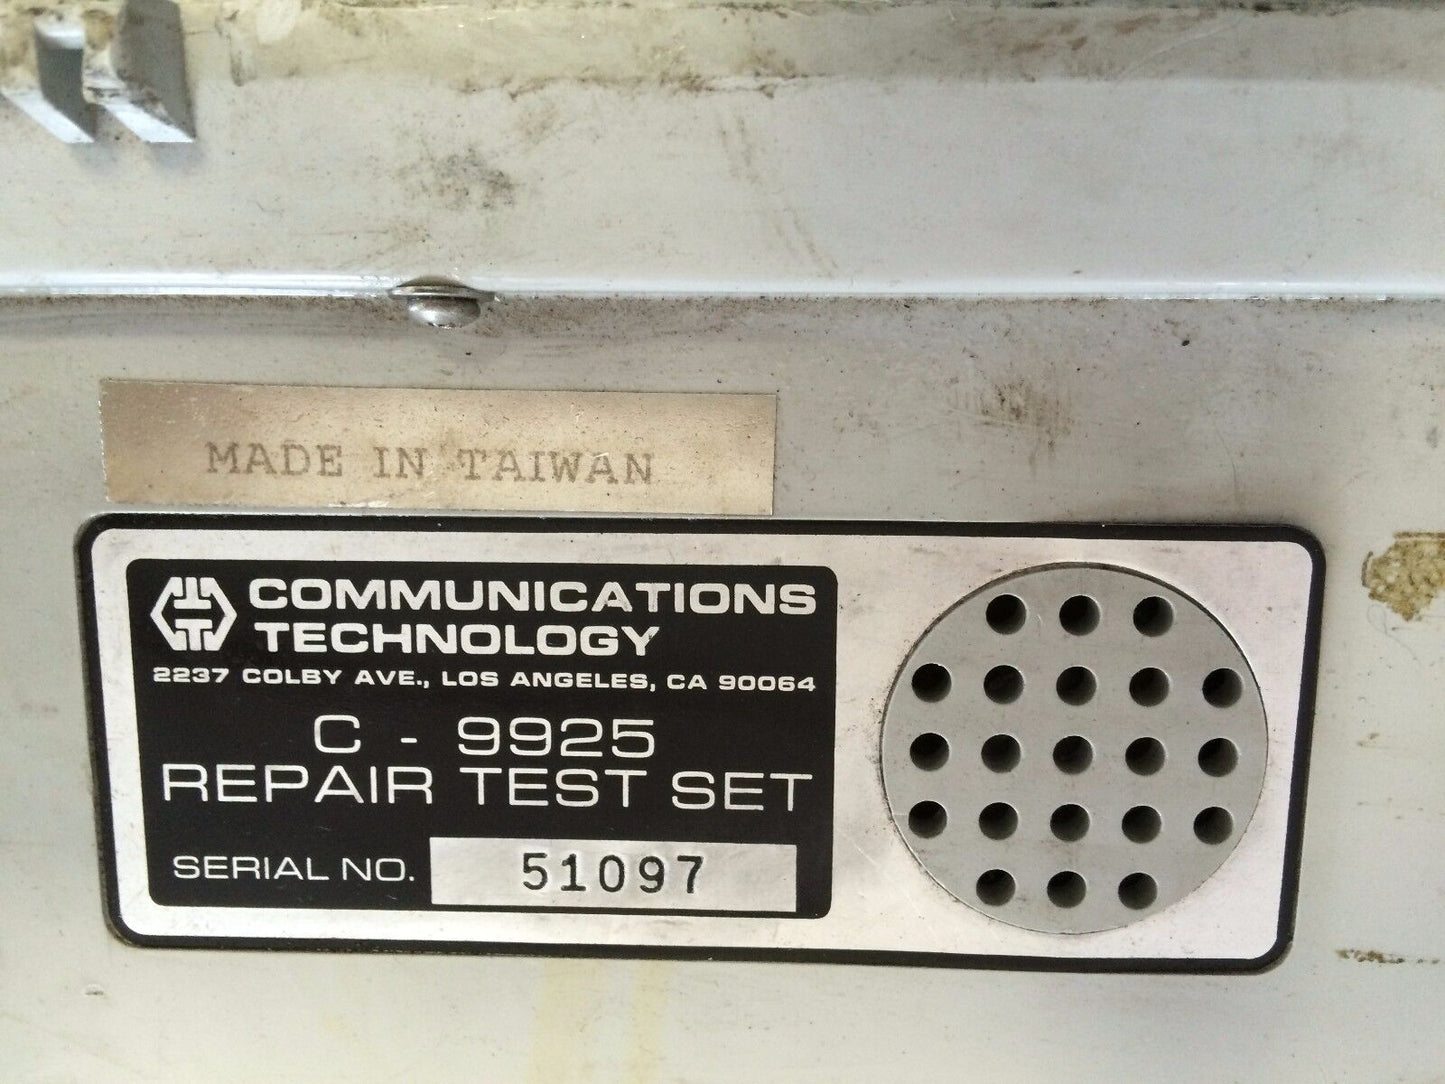 MADE IN TAIWAN
COMMUNICATIONS
TECHNOLOGY
2237 COLBY AVE., LOS ANGELES, CA 90064
C - 9925
REPAIR TEST SET
SERIAL NO. 51097